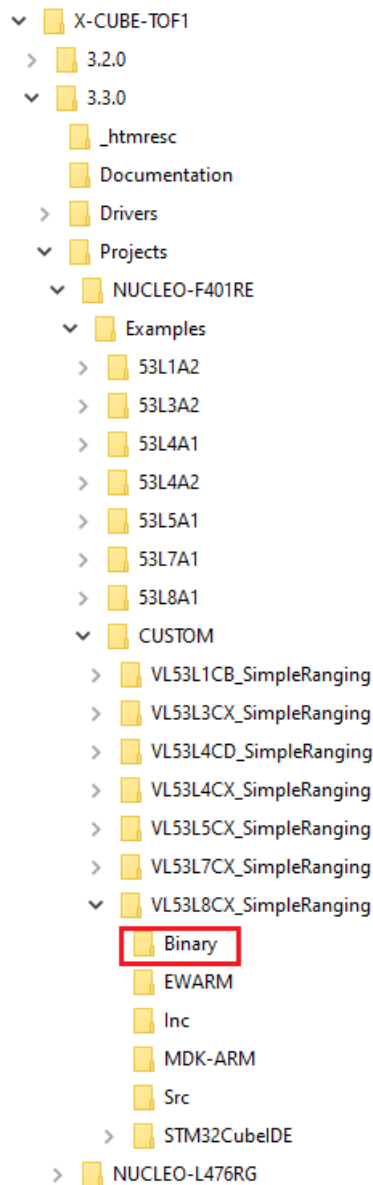 X-CUBE-TOF1
3.2.0
3.3.0
_htmresc
Documentation
Drivers
Projects
NUCLEO-F401RE
Examples
53L1A2
53L3A2
53L4A1
53L4A2
53L5A1
53L7A1
53L8A1
CUSTOM
VL53L1CB_SimpleRanging
VL53L3CX_SimpleRanging
VL53L4CD_SimpleRanging
VL53L4CX_SimpleRanging
VL53L5CX_SimpleRanging
VL53L7CX_SimpleRanging
VL53L8CX_SimpleRanging
Binary
EWARM
Inc
MDK-ARM
Src
STM32CubeIDE
NUCLEO-L476RG